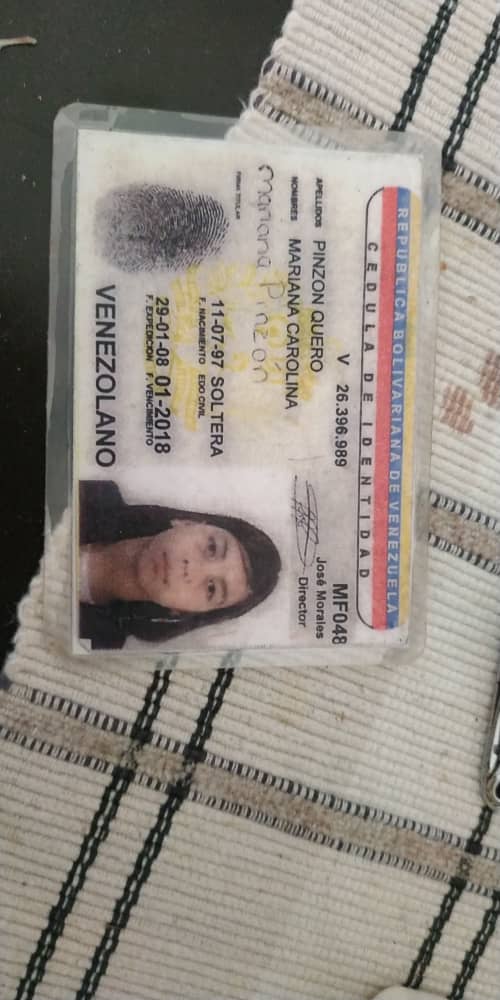 REPUBLICA BOLIVARIANA DE VENEZUELA
CEDULA DE IDENTIDAD
V 26.396.989
MF048
APELLIDOS PINZON QUERO
José Morales
Director
NOMBRES MARIANA CAROLINA
Mariana Pinzón
FIRMA TITULAR
11-07-97 SOLTERA
F. NACIMIENTO EDO CIVIL
29-01-08 01-2018
F. EXPEDICION F. VENCIMIENTO
VENEZOLANO